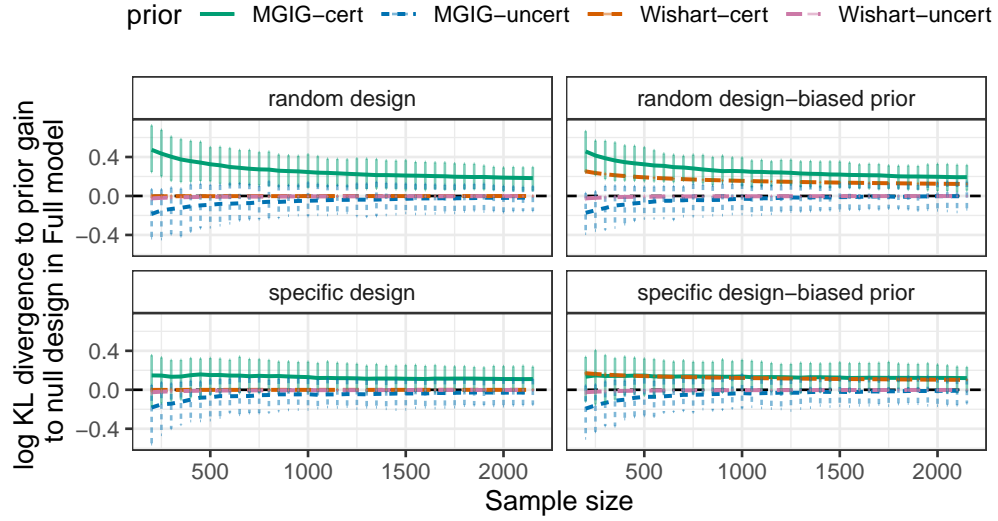 prior MGIG−cert MGIG−uncert Wishart−cert Wishart−uncert
random design
random design−biased prior
0.4
0.0
−0.4
specific design
specific design−biased prior
0.4
0.0
−0.4
log KL divergence to prior gain
to null design in Full model
500 1000 1500 2000 500 1000 1500 2000
Sample size